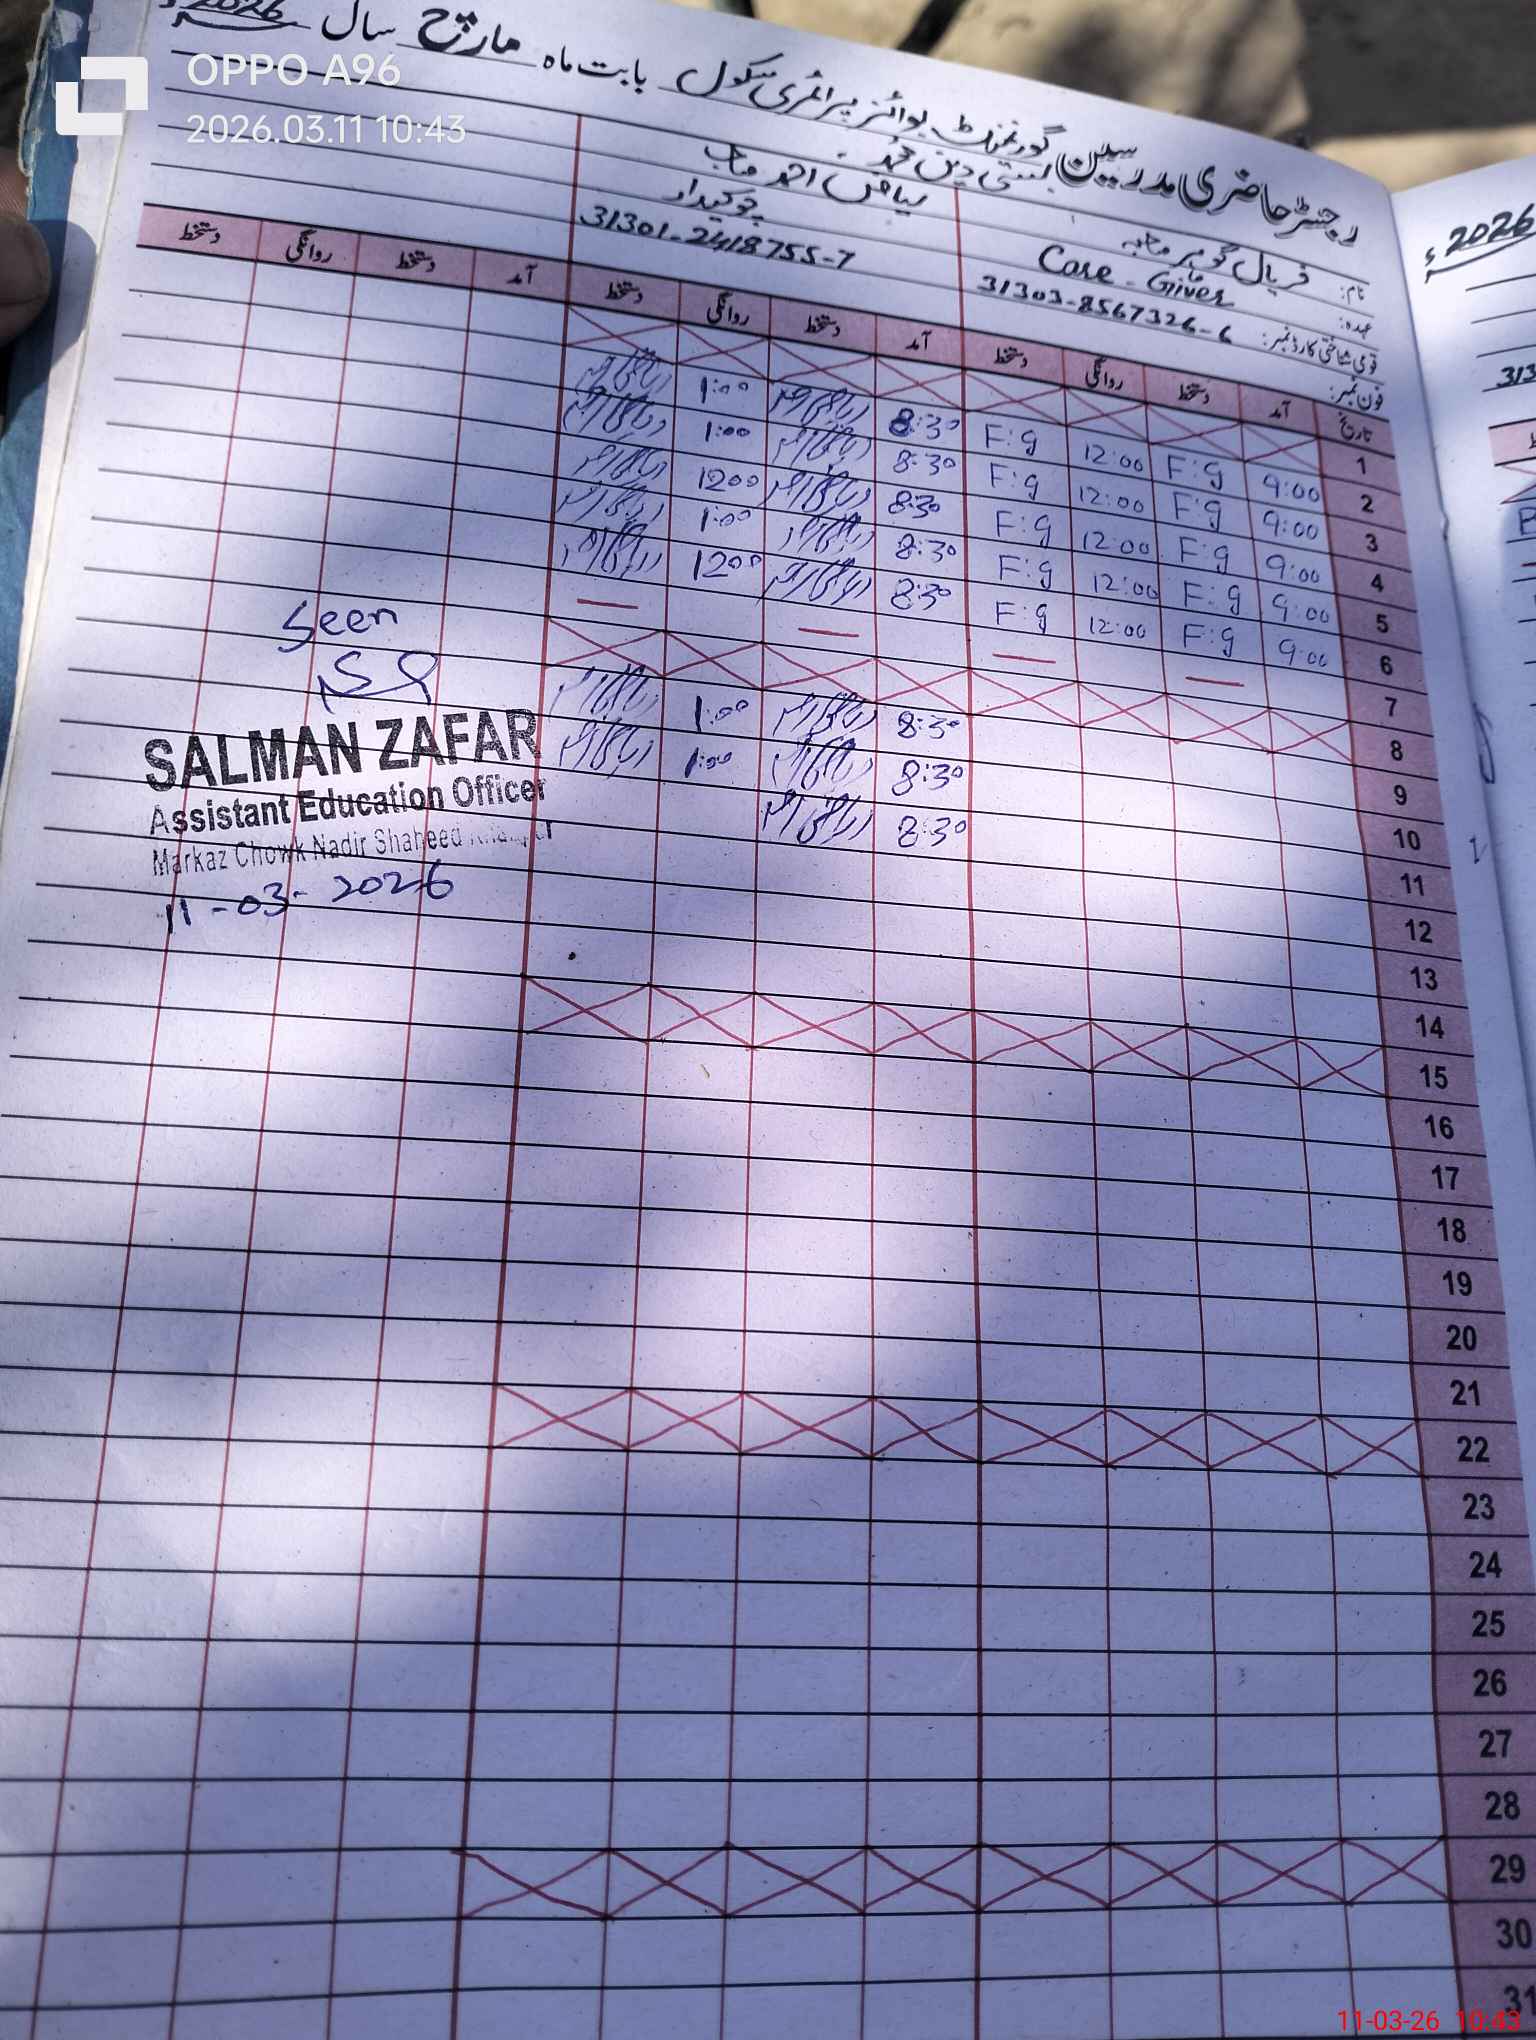 OPPO A96
2026.03.11 10:43
رجسٹر حاضری مدرسین گورنمنٹ بوائز پرائمری سکول بابت ماہ مارچ سال 2026ء
بستی دین محمد
نام: فریال گوہر صاحبہ
احمد صاحب
عہدہ: Care-Giver
چوکیدار
قومی شناختی کارڈ نمبر: 31303-8567326-6
31301-2418755-7
فون نمبر:
تاریخ آمد دستخط روانگی دستخط آمد دستخط روانگی دستخط آمد دستخط روانگی دستخط
1
2 9:00 F:g 12:00 F:g 8:30 1:00
3 9:00 F:g 12:00 F:g 8:30 1:00
4 9:00 F:g 12:00 F:g 8:30 1200
5 9:00 F:g 12:00 F:g 8:30 1:00
6 9:00 F:g 12:00 F:g 8:30 1200
7
8
9 8:30 1:00
10 8:30 1:00
11 8:30
12
13
14
15
16
17
18
19
20
21
22
23
24
25
26
27
28
29
30
31
Seen
SALMAN ZAFAR
Assistant Education Officer
Markaz Chowk Nadir Shaheed
11-03-2026
2026ء
313
11-03-26 10:43